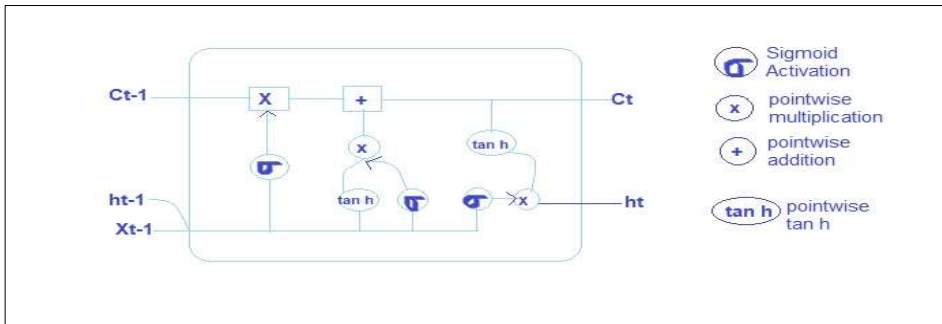 Ct-1
X
+
Ct
σ
x
tan h
tan h
σ
σ
x
ht-1
Xt-1
ht
σ
Sigmoid
Activation
x
pointwise
multiplication
+
pointwise
addition
tan h
pointwise
tan h